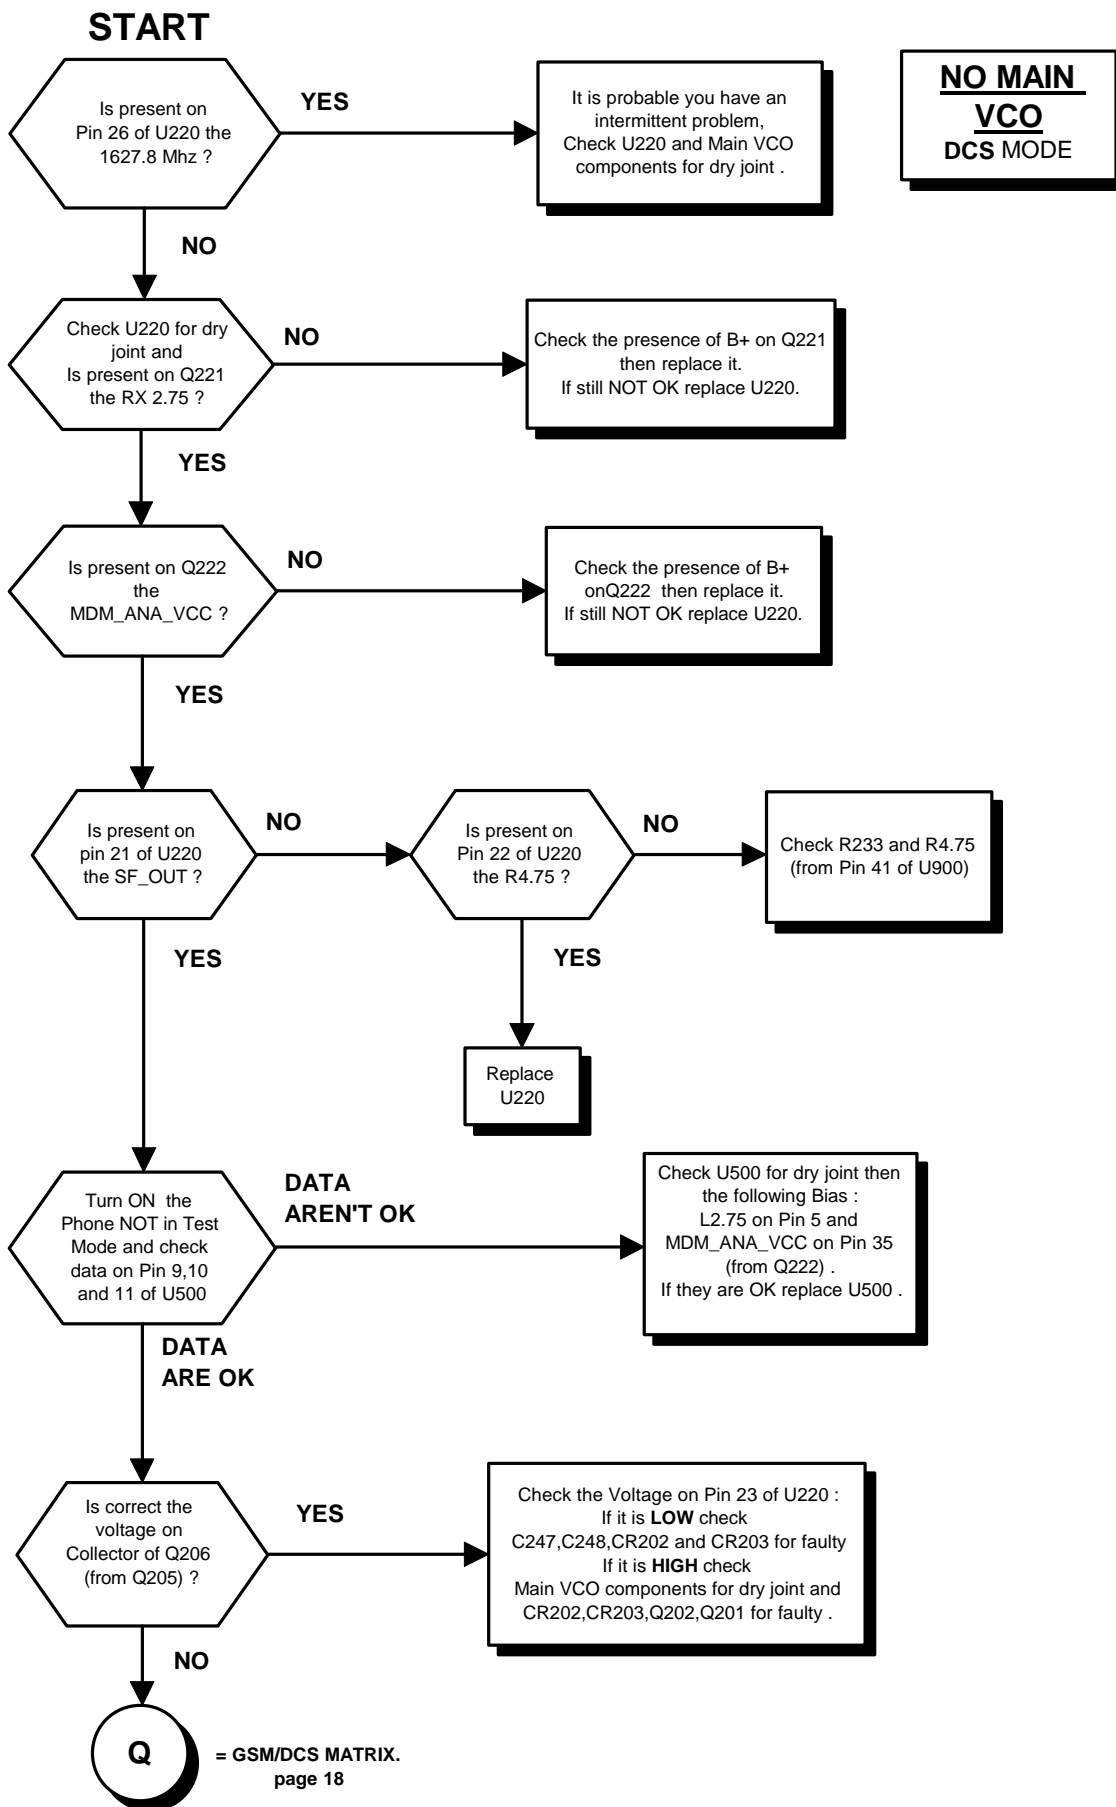 START
Is present on
Pin 26 of U220 the
1627.8 Mhz ?
YES
It is probable you have an
intermittent problem,
Check U220 and Main VCO
components for dry joint .
NO MAIN
VCO
DCS MODE
NO
Check U220 for dry
joint and
Is present on Q221
the RX 2.75 ?
NO
Check the presence of B+ on Q221
then replace it.
If still NOT OK replace U220.
YES
Is present on Q222
the
MDM_ANA_VCC ?
NO
Check the presence of B+
onQ222 then replace it.
If still NOT OK replace U220.
YES
Is present on
pin 21 of U220
the SF_OUT ?
NO
Is present on
Pin 22 of U220
the R4.75 ?
NO
Check R233 and R4.75
(from Pin 41 of U900)
YES
YES
Replace
U220
Turn ON the
Phone NOT in Test
Mode and check
data on Pin 9,10
and 11 of U500
DATA
AREN'T OK
Check U500 for dry joint then
the following Bias :
L2.75 on Pin 5 and
MDM_ANA_VCC on Pin 35
(from Q222) .
If they are OK replace U500 .
DATA
ARE OK
Is correct the
voltage on
Collector of Q206
(from Q205) ?
YES
Check the Voltage on Pin 23 of U220 :
If it is LOW check
C247,C248,CR202 and CR203 for faulty
If it is HIGH check
Main VCO components for dry joint and
CR202,CR203,Q202,Q201 for faulty .
NO
Q
= GSM/DCS MATRIX.
page 18